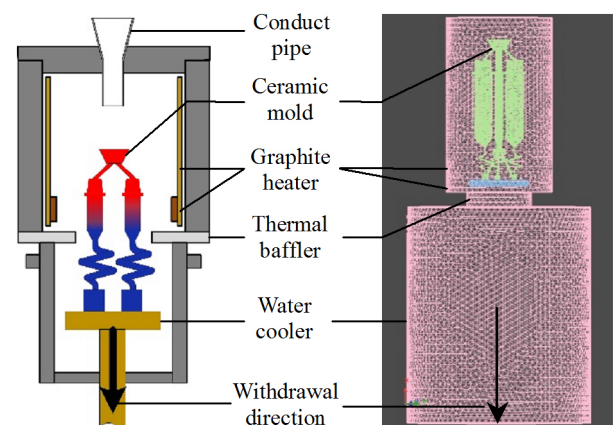 Conduct
pipe
Ceramic
mold
Graphite
heater
Thermal
baffler
Water
cooler
Withdrawal
direction